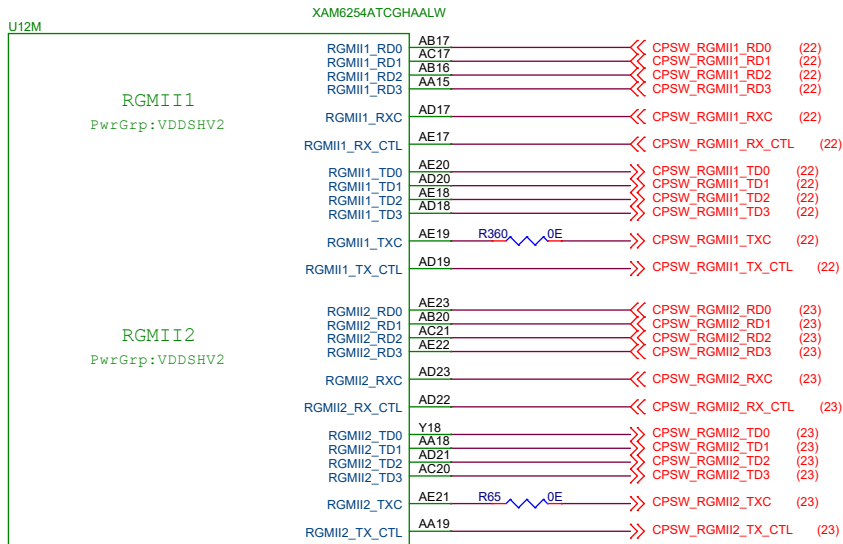 XAM6254ATCGHAALW
U12M
RGMII1_RD0 AB17 CPSW_RGMII1_RD0 (22)
RGMII1_RD1 AC17 CPSW_RGMII1_RD1 (22)
RGMII1_RD2 AB16 CPSW_RGMII1_RD2 (22)
RGMII1_RD3 AA15 CPSW_RGMII1_RD3 (22)
RGMII1
PwrGrp:VDDSHV2
RGMII1_RXC AD17 CPSW_RGMII1_RXC (22)
RGMII1_RX_CTL AE17 CPSW_RGMII1_RX_CTL (22)
RGMII1_TD0 AE20 CPSW_RGMII1_TD0 (22)
RGMII1_TD1 AD20 CPSW_RGMII1_TD1 (22)
RGMII1_TD2 AE18 CPSW_RGMII1_TD2 (22)
RGMII1_TD3 AD18 CPSW_RGMII1_TD3 (22)
RGMII1_TXC AE19 R360 0E CPSW_RGMII1_TXC (22)
RGMII1_TX_CTL AD19 CPSW_RGMII1_TX_CTL (22)
RGMII2_RD0 AE23 CPSW_RGMII2_RD0 (23)
RGMII2_RD1 AB20 CPSW_RGMII2_RD1 (23)
RGMII2_RD2 AC21 CPSW_RGMII2_RD2 (23)
RGMII2_RD3 AE22 CPSW_RGMII2_RD3 (23)
RGMII2
PwrGrp:VDDSHV2
RGMII2_RXC AD23 CPSW_RGMII2_RXC (23)
RGMII2_RX_CTL AD22 CPSW_RGMII2_RX_CTL (23)
RGMII2_TD0 Y18 CPSW_RGMII2_TD0 (23)
RGMII2_TD1 AA18 CPSW_RGMII2_TD1 (23)
RGMII2_TD2 AD21 CPSW_RGMII2_TD2 (23)
RGMII2_TD3 AC20 CPSW_RGMII2_TD3 (23)
RGMII2_TXC AE21 R65 0E CPSW_RGMII2_TXC (23)
RGMII2_TX_CTL AA19 CPSW_RGMII2_TX_CTL (23)